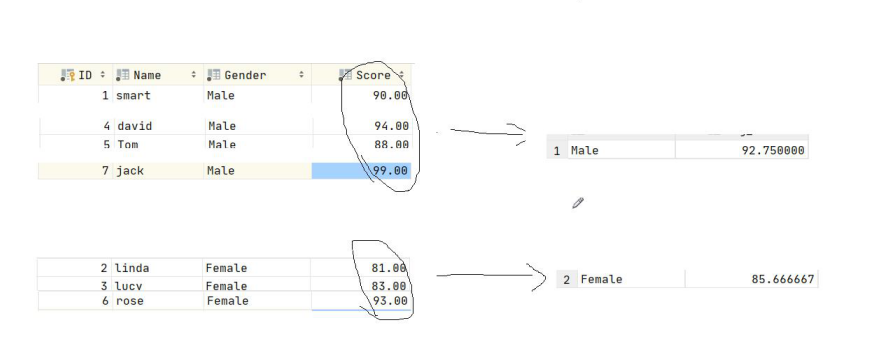 ID Name Gender Score
1 smart Male 90.00
4 david Male 94.00
5 Tom Male 88.00
7 jack Male 99.00
1 Male 92.750000
2 linda Female 81.00
3 lucy Female 83.00
6 rose Female 93.00
2 Female 85.666667